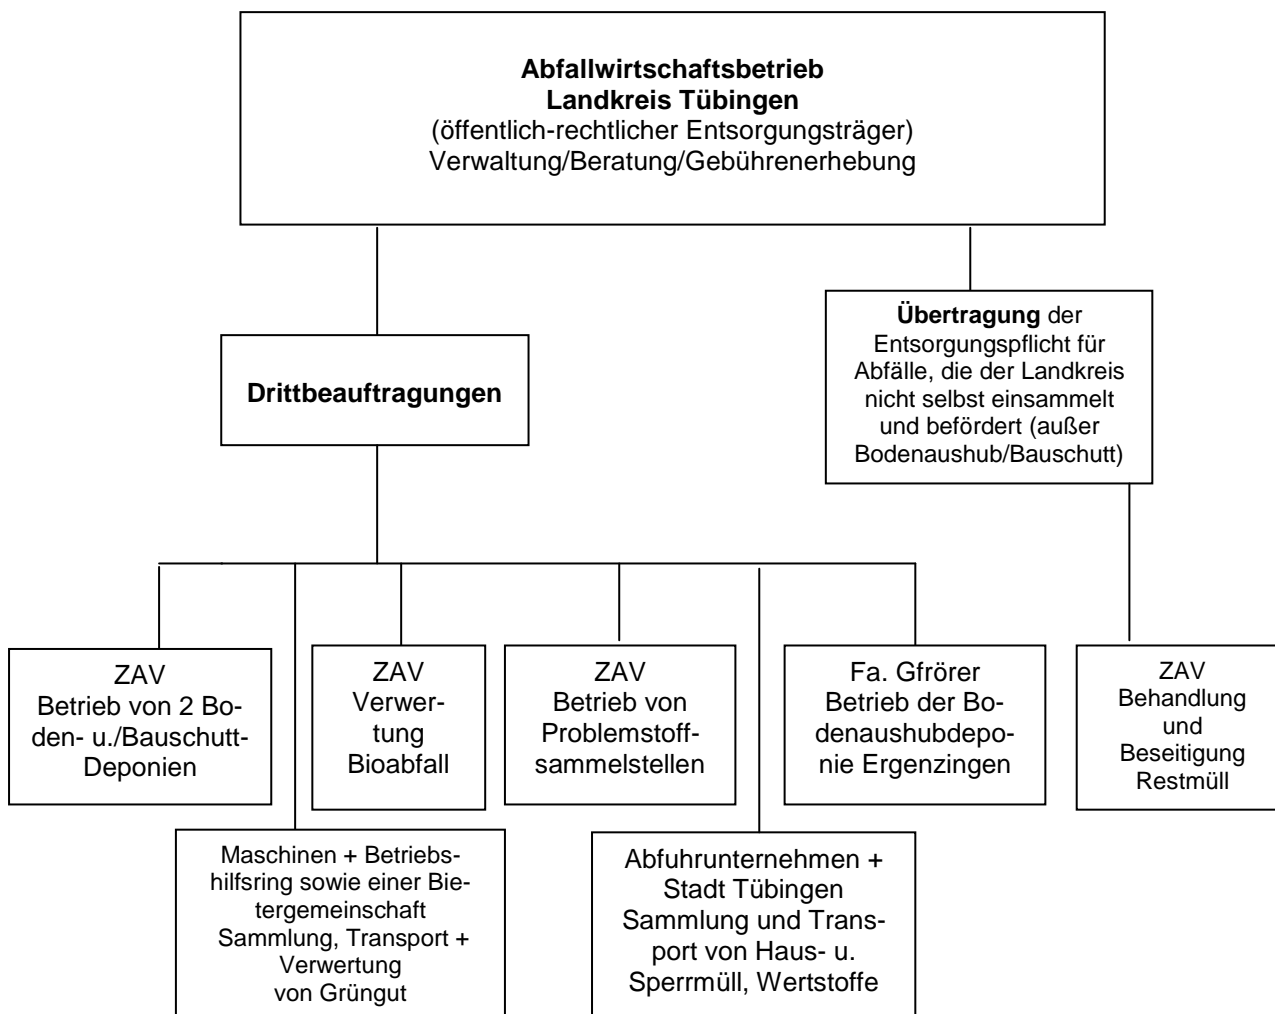 Abfallwirtschaftsbetrieb
Landkreis Tübingen
(öffentlich-rechtlicher Entsorgungsträger)
Verwaltung/Beratung/Gebührenerhebung
Drittbeauftragungen
Übertragung der
Entsorgungspflicht für
Abfälle, die der Landkreis
nicht selbst einsammelt
und befördert (außer
Bodenaushub/Bauschutt)
ZAV
Betrieb von 2 Bo-
den- u./Bauschutt-
Deponien
ZAV
Verwer-
tung
Bioabfall
ZAV
Betrieb von
Problemstoff-
sammelstellen
Fa. Gfrörer
Betrieb der Bo-
denaushubdepo-
nie Ergenzingen
ZAV
Behandlung
und
Beseitigung
Restmüll
Maschinen + Betriebs-
hilfsring sowie einer Bie-
tergemeinschaft
Sammlung, Transport +
Verwertung
von Grüngut
Abfuhrunternehmen +
Stadt Tübingen
Sammlung und Trans-
port von Haus- u.
Sperrmüll, Wertstoffe